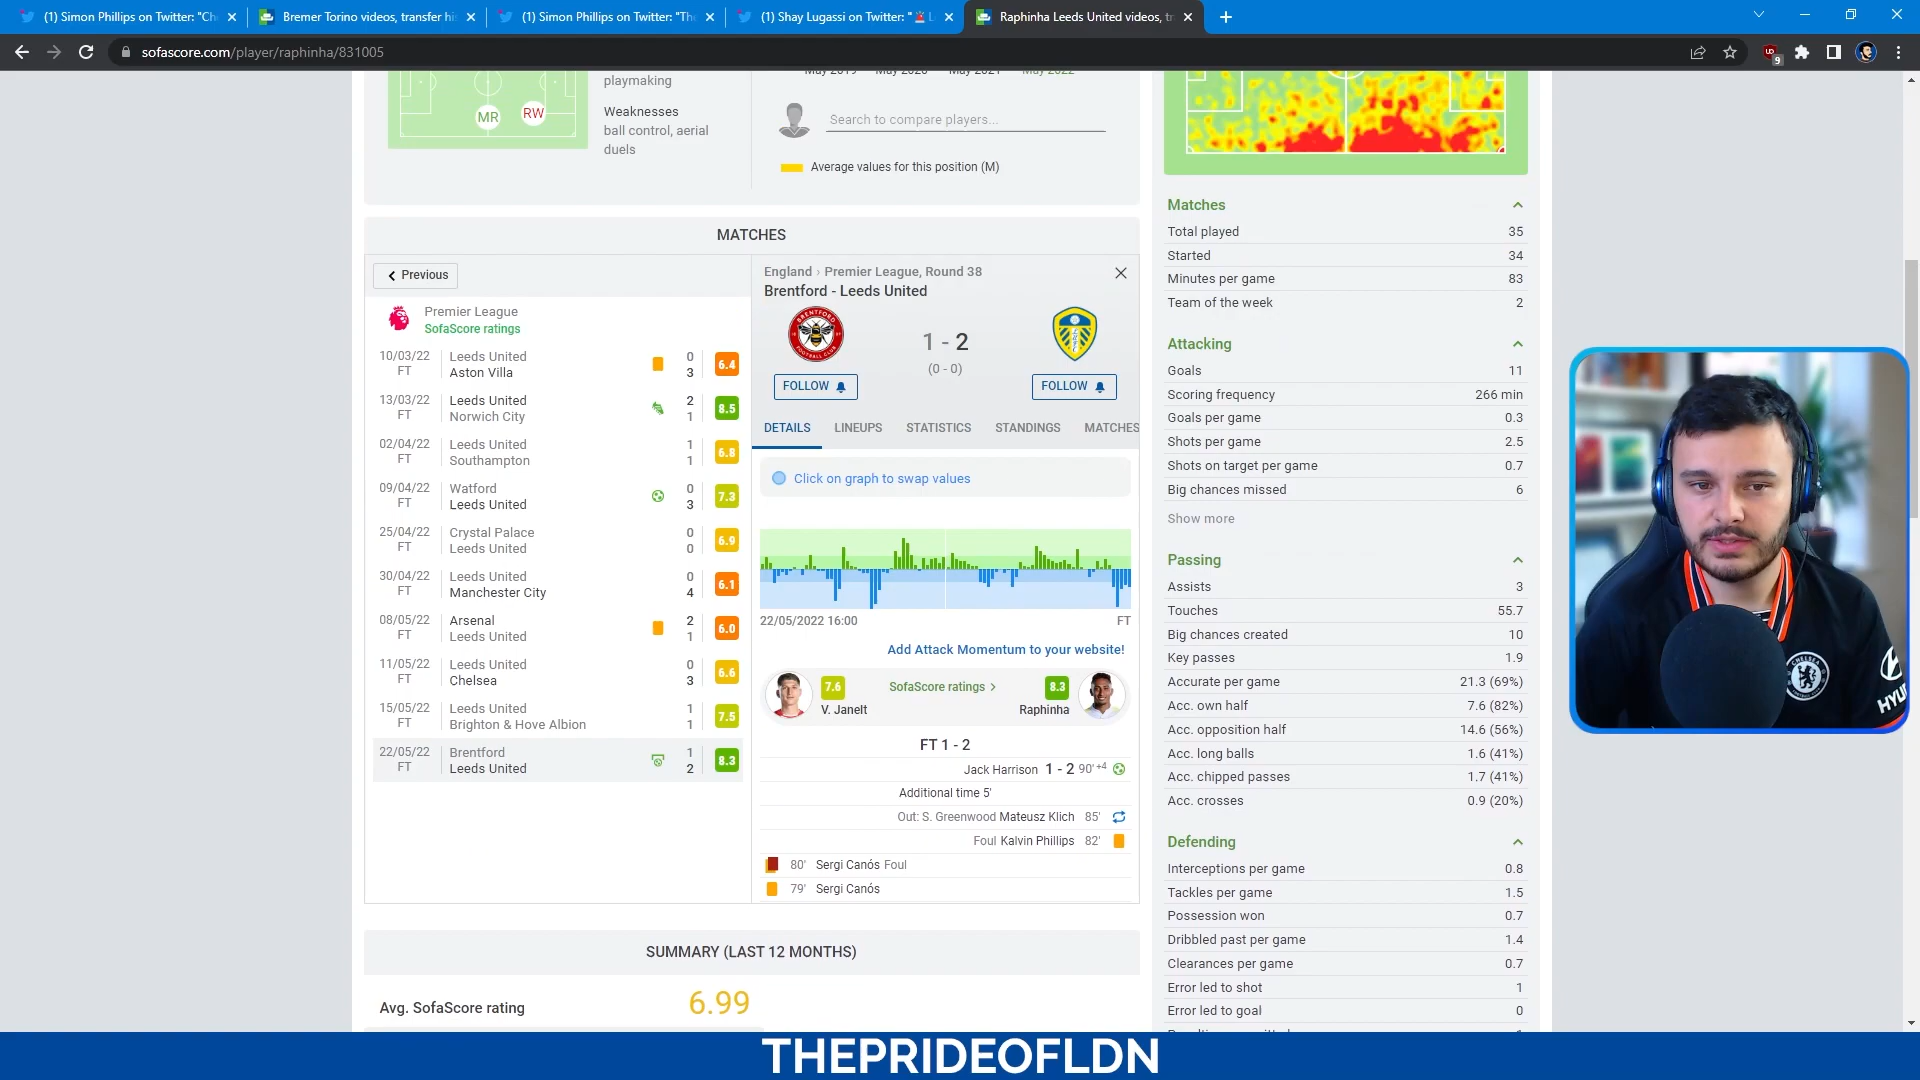 (1) Simon Phillips on Twitter: "Ch
Bremer Torino videos, transfer his
(1) Simon Phillips on Twitter: "The
(1) Shay Lugassi on Twitter: "🚨 L
Raphinha Leeds United videos, tr
sofascore.com/player/raphinha/831005
9
playmaking
MR
RW
Weaknesses
ball control, aerial
duels
May 2019 May 2020 May 2021 May 2022
Search to compare players...
Average values for this position (M)
MATCHES
Previous
Premier League
SofaScore ratings
10/03/22 Leeds United 0 6.4
FT Aston Villa 3
13/03/22 Leeds United 2 8.5
FT Norwich City 1
02/04/22 Leeds United 1 6.8
FT Southampton 1
09/04/22 Watford 0 7.3
FT Leeds United 3
25/04/22 Crystal Palace 0 6.9
FT Leeds United 0
30/04/22 Leeds United 0 6.1
FT Manchester City 4
08/05/22 Arsenal 2 6.0
FT Leeds United 1
11/05/22 Leeds United 0 6.6
FT Chelsea 3
15/05/22 Leeds United 1 7.5
FT Brighton & Hove Albion 1
22/05/22 Brentford 1 8.3
FT Leeds United 2
England › Premier League, Round 38
Brentford - Leeds United
BRENTFORD
FOOTBALL CLUB
1 - 2
(0 - 0)
FOLLOW
FOLLOW
DETAILS LINEUPS STATISTICS STANDINGS MATCHES
Click on graph to swap values
22/05/2022 16:00 FT
Add Attack Momentum to your website!
7.6 SofaScore ratings > 8.3
V. Janelt Raphinha
FT 1 - 2
Jack Harrison 1 - 2 90' +4
Additional time 5'
Out: S. Greenwood Mateusz Klich 85'
Foul Kalvin Phillips 82'
80' Sergi Canós Foul
79' Sergi Canós
SUMMARY (LAST 12 MONTHS)
Avg. SofaScore rating 6.99
Matches
Total played 35
Started 34
Minutes per game 83
Team of the week 2
Attacking
Goals 11
Scoring frequency 266 min
Goals per game 0.3
Shots per game 2.5
Shots on target per game 0.7
Big chances missed 6
Show more
Passing
Assists 3
Touches 55.7
Big chances created 10
Key passes 1.9
Accurate per game 21.3 (69%)
Acc. own half 7.6 (82%)
Acc. opposition half 14.6 (56%)
Acc. long balls 1.6 (41%)
Acc. chipped passes 1.7 (41%)
Acc. crosses 0.9 (20%)
Defending
Interceptions per game 0.8
Tackles per game 1.5
Possession won 0.7
Dribbled past per game 1.4
Clearances per game 0.7
Error led to shot 1
Error led to goal 0
CHELSEA
HYU
THEPRIDEOFLDN